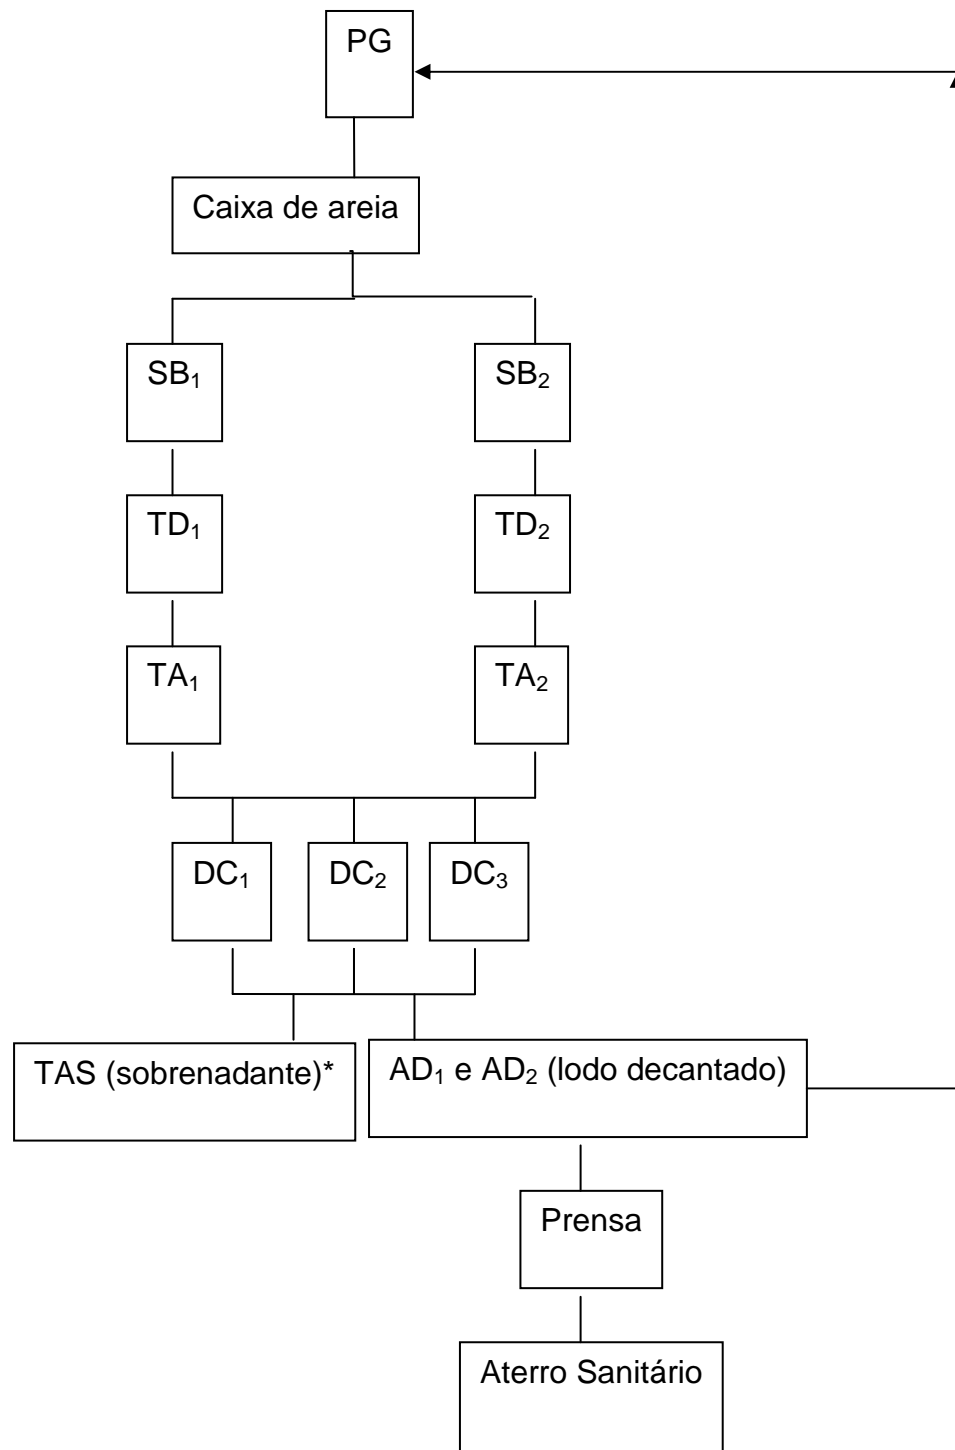 PG
Caixa de areia
SB₁ SB₂
TD₁ TD₂
TA₁ TA₂
DC₁ DC₂ DC₃
TAS (sobrenadante)* AD₁ e AD₂ (lodo decantado)
Prensa
Aterro Sanitário